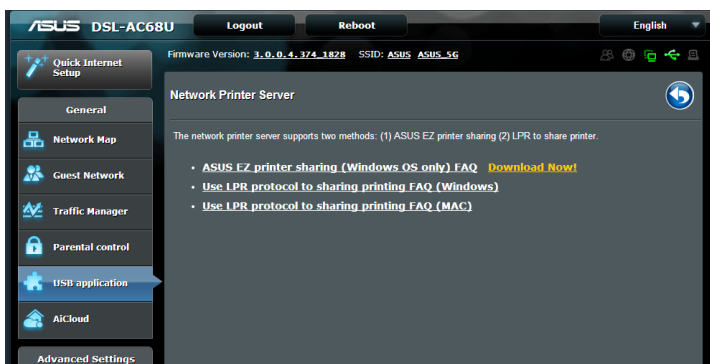 ASUS DSL-AC68U Logout Reboot English
Quick Internet Setup
Firmware Version: 3.0.0.4.374_1828 SSID: ASUS ASUS_5G
General
Network Printer Server
Network Map
The network printer server supports two methods: (1) ASUS EZ printer sharing (2) LPR to share printer.
ASUS EZ printer sharing (Windows OS only) FAQ Download Now!
Guest Network
Use LPR protocol to sharing printing FAQ (Windows)
Use LPR protocol to sharing printing FAQ (MAC)
Traffic Manager
Parental control
USB application
AiCloud
Advanced Settings